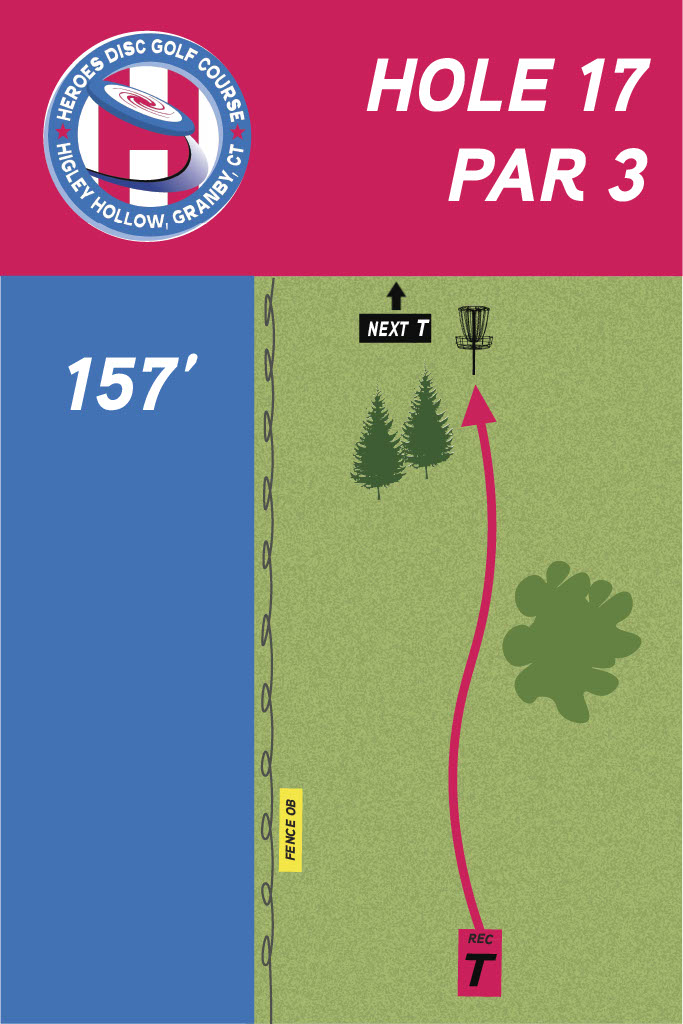 HEROES DISC GOLF COURSE
HIGLEY HOLLOW, GRANBY, CT
HOLE 17
PAR 3
157'
NEXT T
FENCE OB
REC
T